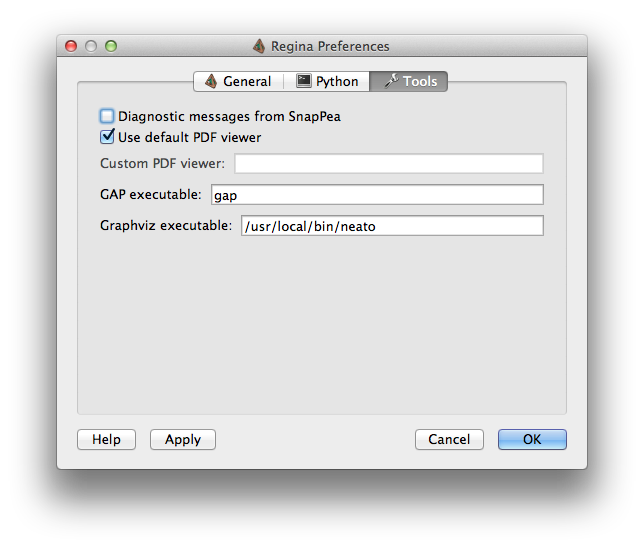 Regina Preferences
General Python Tools
Diagnostic messages from SnapPea
Use default PDF viewer
Custom PDF viewer:
GAP executable: gap
Graphviz executable: /usr/local/bin/neato
Help Apply Cancel OK